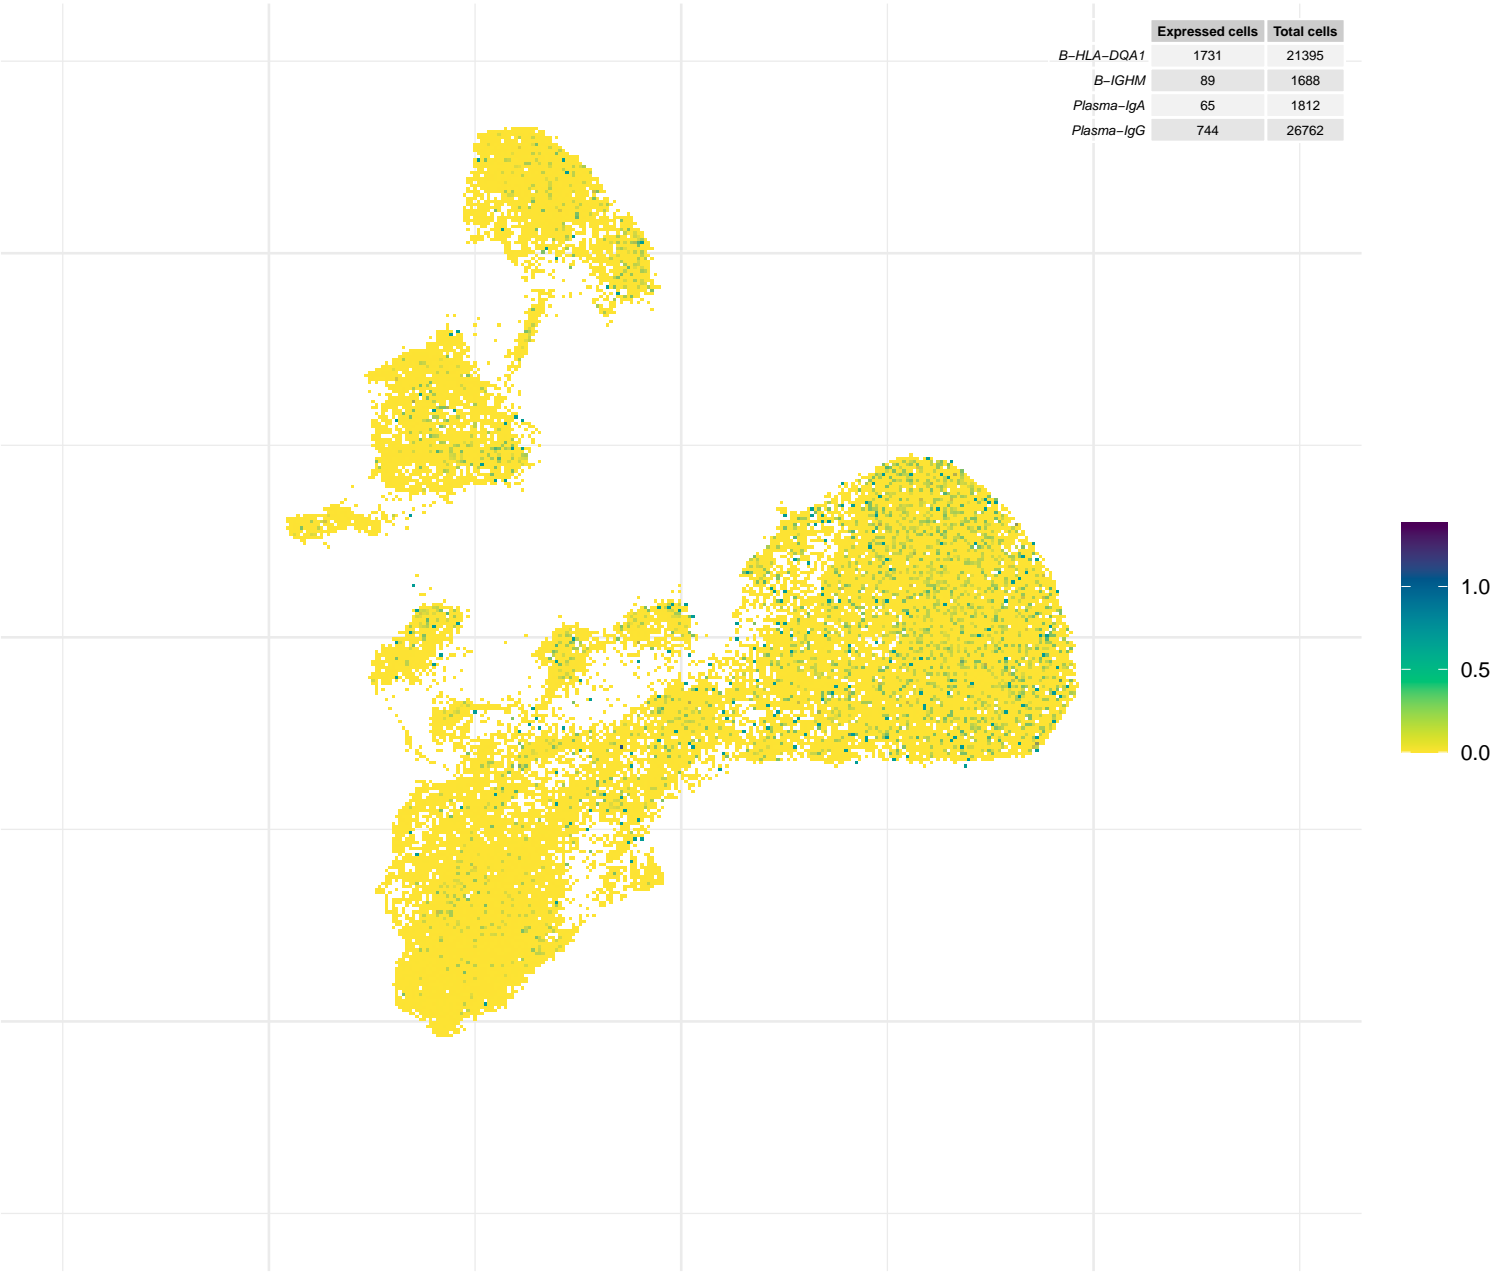 Expressed cells Total cells
B−HLA−DQA1 1731 21395
B−IGHM 89 1688
Plasma−IgA 65 1812
Plasma−IgG 744 26762
1.0
0.5
0.0